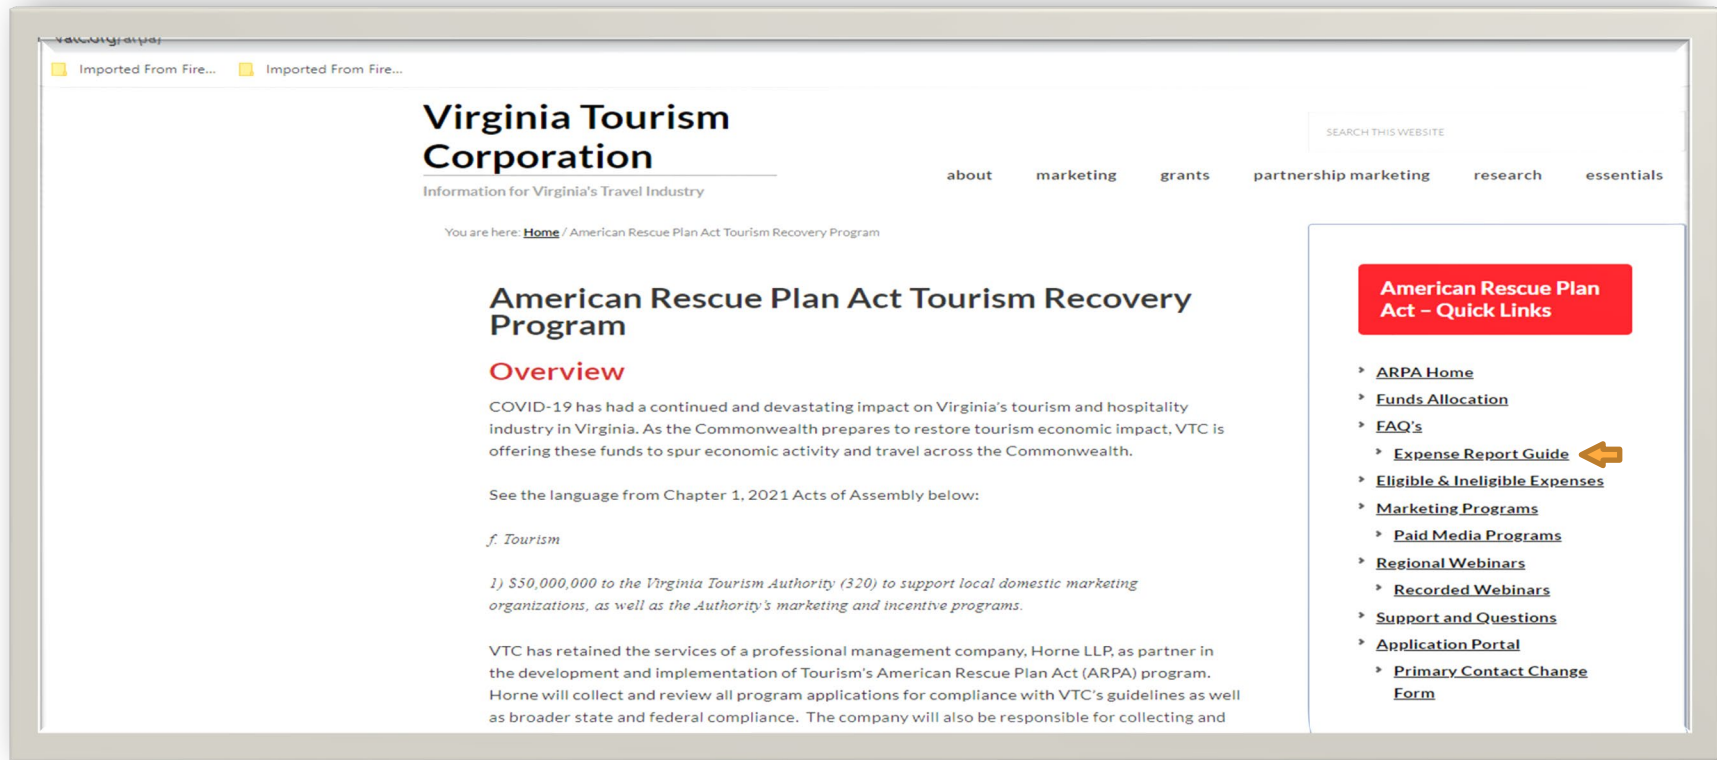 Imported From Fire... Imported From Fire...
Virginia Tourism
Corporation
Information for Virginia's Travel Industry
SEARCH THIS WEBSITE
about marketing grants partnership marketing research essentials
You are here: Home / American Rescue Plan Act Tourism Recovery Program
American Rescue Plan Act Tourism Recovery
Program
Overview
COVID-19 has had a continued and devastating impact on Virginia's tourism and hospitality
industry in Virginia. As the Commonwealth prepares to restore tourism economic impact, VTC is
offering these funds to spur economic activity and travel across the Commonwealth.
See the language from Chapter 1, 2021 Acts of Assembly below:
f. Tourism
1) $50,000,000 to the Virginia Tourism Authority (320) to support local domestic marketing
organizations, as well as the Authority's marketing and incentive programs.
VTC has retained the services of a professional management company, Horne LLP, as partner in
the development and implementation of Tourism's American Rescue Plan Act (ARPA) program.
Horne will collect and review all program applications for compliance with VTC's guidelines as well
as broader state and federal compliance. The company will also be responsible for collecting and
American Rescue Plan
Act – Quick Links
ARPA Home
Funds Allocation
FAQ's
Expense Report Guide
Eligible & Ineligible Expenses
Marketing Programs
Paid Media Programs
Regional Webinars
Recorded Webinars
Support and Questions
Application Portal
Primary Contact Change
Form